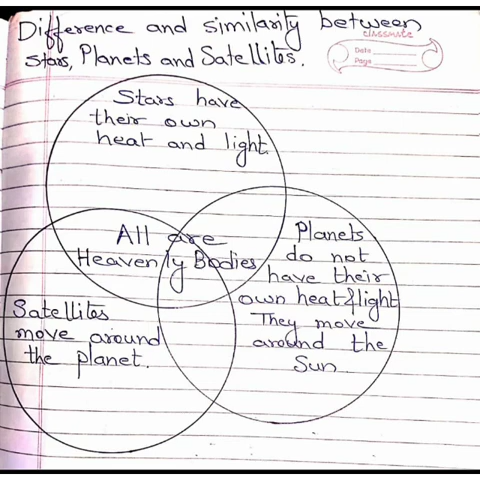 Difference and similarity between
classmate
Stars, Planets and Satellites.
Date
Page
Stars have
their own
heat and light
All are
Heavenly Bodies
Planets
do not
have their
own heat & light
They move
around the
Sun
Satellites
move around
the planet.